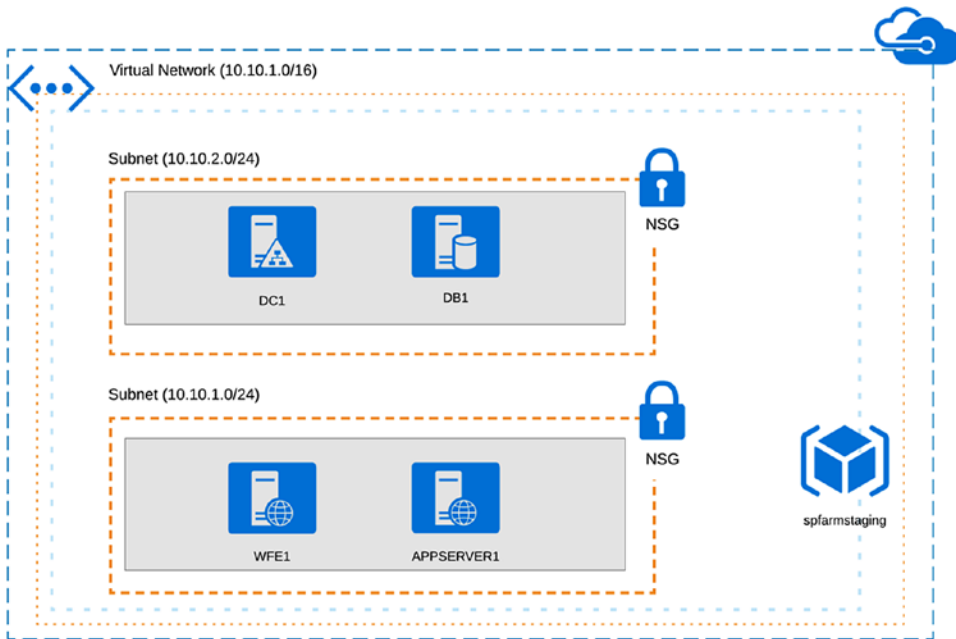 Virtual Network (10.10.1.0/16)
Subnet (10.10.2.0/24)
NSG
DC1
DB1
Subnet (10.10.1.0/24)
NSG
WFE1
APPSERVER1
spfarmstaging